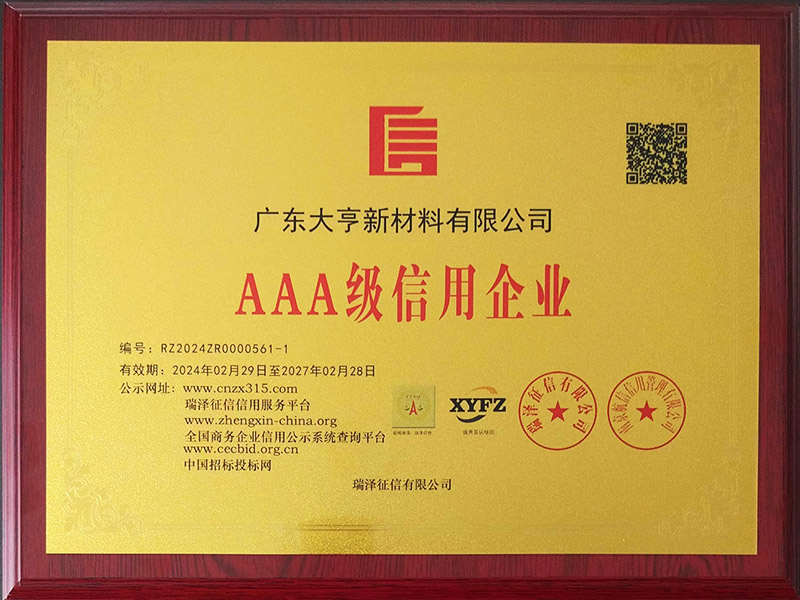 广东大亨新材料有限公司
AAA级信用企业
编号：RZ2024ZR0000561-1
有效期：2024年02月29日至2027年02月28日
公示网址：www.cnzx315.com
瑞泽征信信用服务平台
www.zhengxin-china.org
全国商务企业信用公示系统查询平台
www.cecbid.org.cn
中国招标投标网
XYFZ
瑞泽征信有限公司
瑞泽征信有限公司